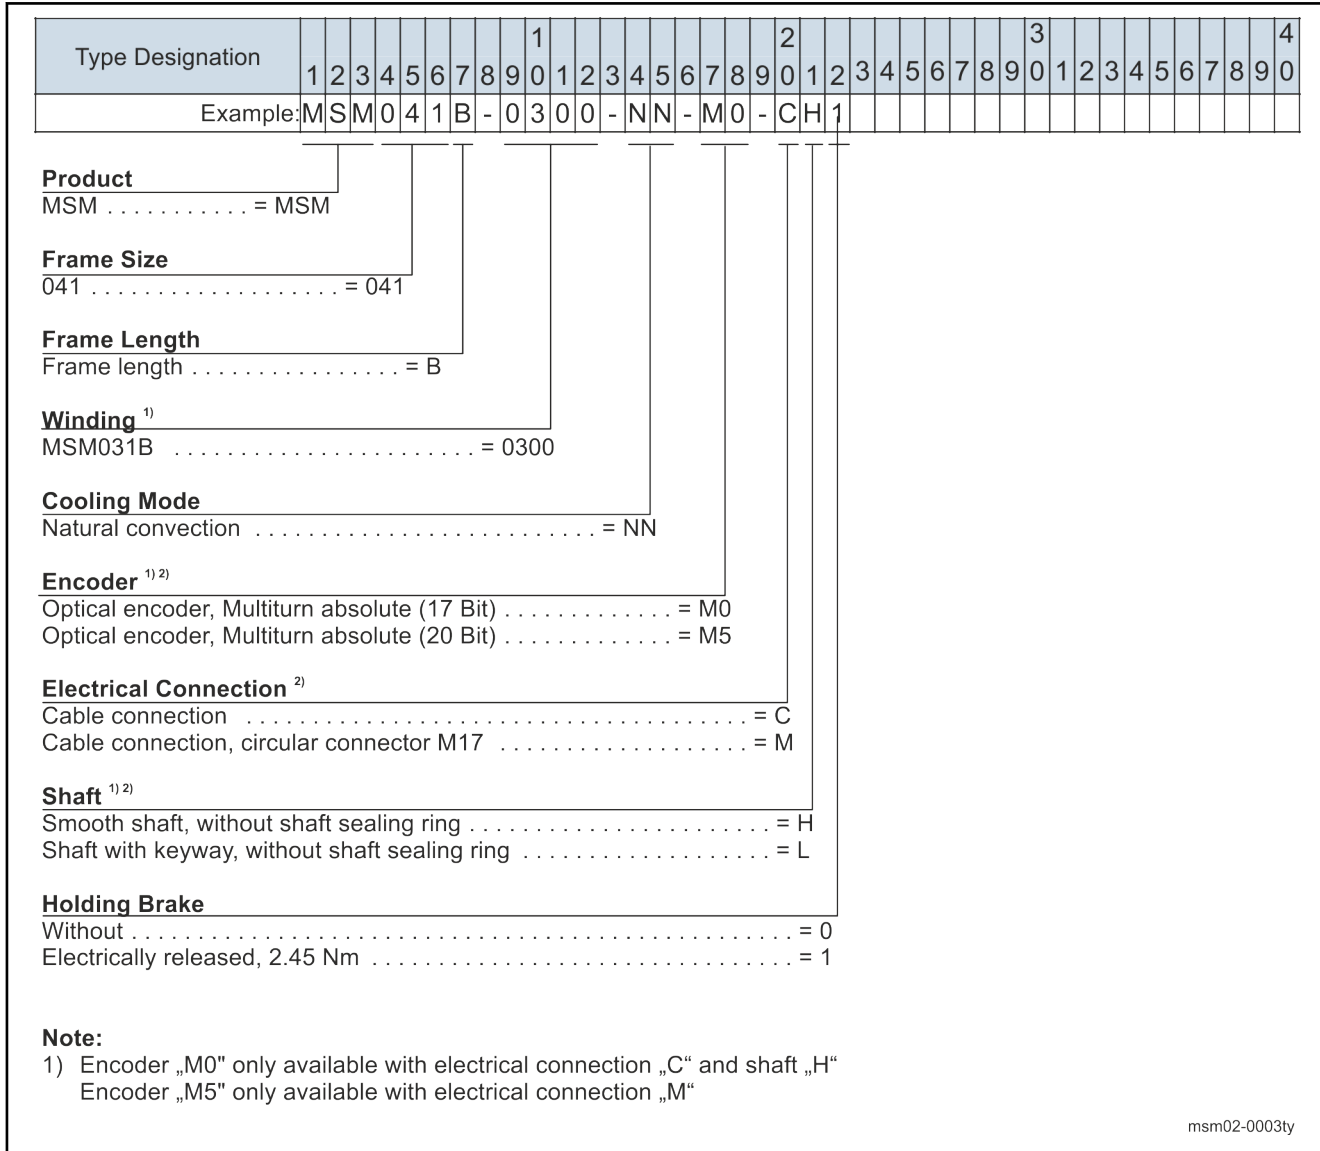 Type Designation 1 2 3 4 5 6 7 8 9 1 0 1 2 3 4 5 6 7 8 9 2 0 1 2 3 4 5 6 7 8 9 3 0 1 2 3 4 5 6 7 8 9 4 0
Example: M S M 0 4 1 B - 0 3 0 0 - N N - M 0 - C H 1
Product
MSM . . . . . . . . . . . = MSM
Frame Size
041 . . . . . . . . . . . . . . . . . . . = 041
Frame Length
Frame length . . . . . . . . . . . . . . . . = B
Winding 1)
MSM031B . . . . . . . . . . . . . . . . . . . . . . . = 0300
Cooling Mode
Natural convection . . . . . . . . . . . . . . . . . . . . . . . . . . = NN
Encoder 1) 2)
Optical encoder, Multiturn absolute (17 Bit) . . . . . . . . . . . . . = M0
Optical encoder, Multiturn absolute (20 Bit) . . . . . . . . . . . . . = M5
Electrical Connection 2)
Cable connection . . . . . . . . . . . . . . . . . . . . . . . . . . . . . . . . . . . . . . = C
Cable connection, circular connector M17 . . . . . . . . . . . . . . . . . . . = M
Shaft 1) 2)
Smooth shaft, without shaft sealing ring . . . . . . . . . . . . . . . . . . . . . . . = H
Shaft with keyway, without shaft sealing ring . . . . . . . . . . . . . . . . . . . = L
Holding Brake
Without . . . . . . . . . . . . . . . . . . . . . . . . . . . . . . . . . . . . . . . . . . . . . . . . . . = 0
Electrically released, 2.45 Nm . . . . . . . . . . . . . . . . . . . . . . . . . . . . . . . . = 1
Note:
1) Encoder „M0" only available with electrical connection „C“ and shaft „H“
Encoder „M5" only available with electrical connection „M“
msm02-0003ty